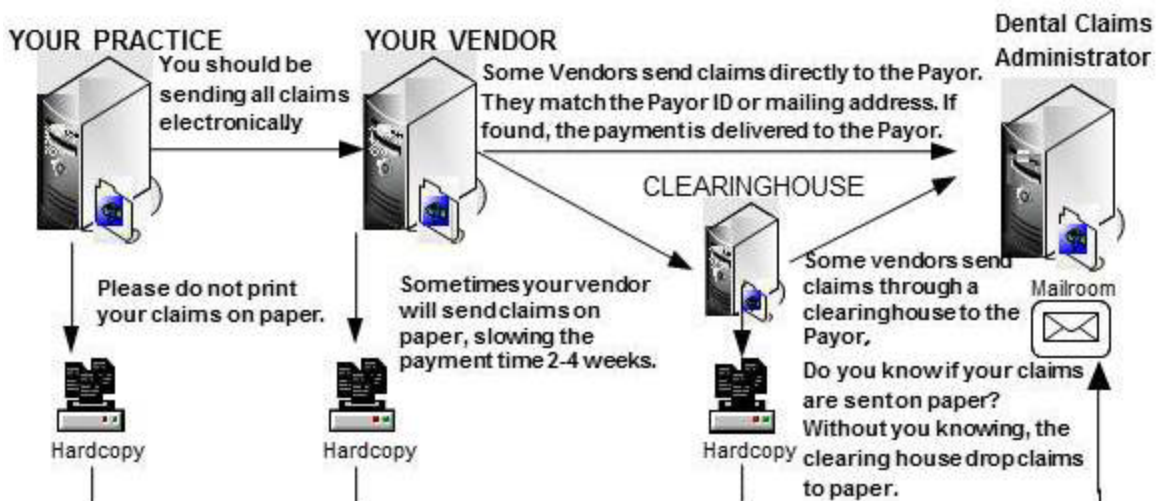 YOUR PRACTICE
You should be
sending all claims
electronically
YOUR VENDOR
Some Vendors send claims directly to the Payor.
They match the Payor ID or mailing address. If
found, the payment is delivered to the Payor.
Dental Claims
Administrator
CLEARINGHOUSE
Please do not print
your claims on paper.
Sometimes your vendor
will send claims on
paper, slowing the
payment time 2-4 weeks.
Some vendors send
claims through a
clearinghouse to the
Payor,
Mailroom
Do you know if your claims
are sent on paper?
Without you knowing, the
clearing house drop claims
to paper.
Hardcopy
Hardcopy
Hardcopy